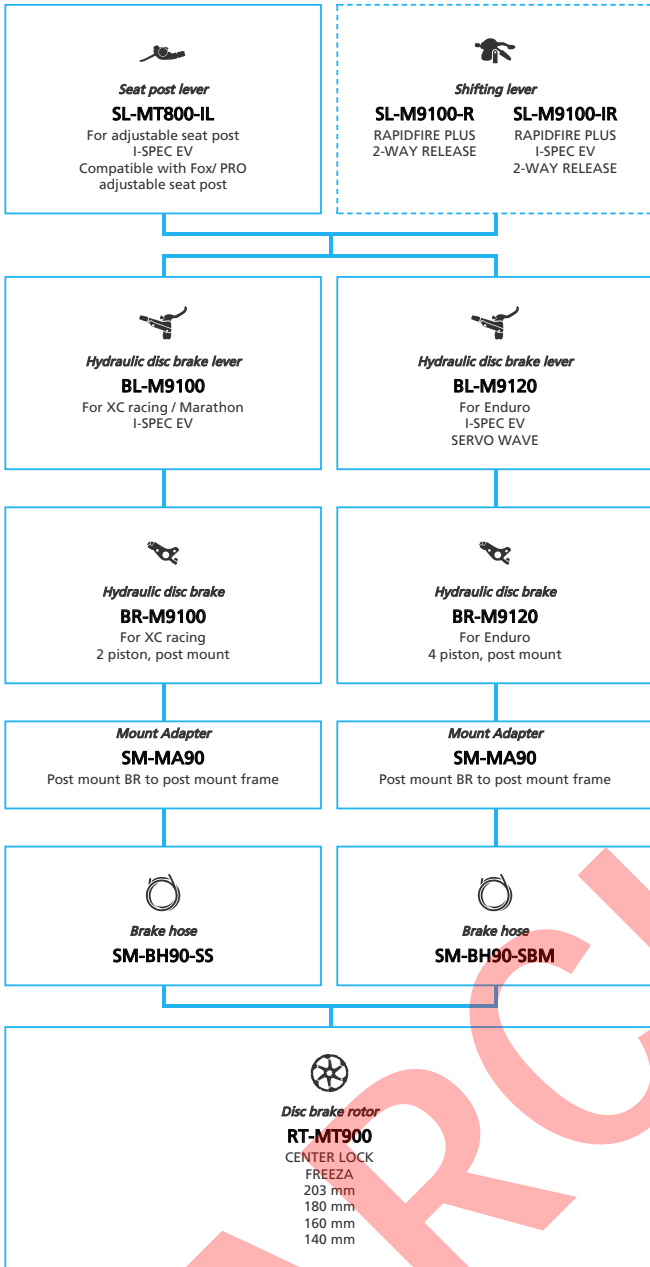 Seat post lever
SL-MT800-IL
For adjustable seat post
I-SPEC EV
Compatible with Fox/ PRO
adjustable seat post
Shifting lever
SL-M9100-R
RAPIDFIRE PLUS
2-WAY RELEASE
SL-M9100-IR
RAPIDFIRE PLUS
I-SPEC EV
2-WAY RELEASE
Hydraulic disc brake lever
BL-M9100
For XC racing / Marathon
I-SPEC EV
Hydraulic disc brake lever
BL-M9120
For Enduro
I-SPEC EV
SERVO WAVE
Hydraulic disc brake
BR-M9100
For XC racing
2 piston, post mount
Hydraulic disc brake
BR-M9120
For Enduro
4 piston, post mount
Mount Adapter
SM-MA90
Post mount BR to post mount frame
Mount Adapter
SM-MA90
Post mount BR to post mount frame
Brake hose
SM-BH90-SS
Brake hose
SM-BH90-SBM
Disc brake rotor
RT-MT900
CENTER LOCK
FREEZA
203 mm
180 mm
160 mm
140 mm